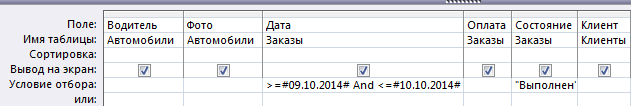 Поле: Водитель Фото Дата Оплата Состояние Клиент
Имя таблицы: Автомобили Автомобили Заказы Заказы Заказы Клиенты
Сортировка:
Вывод на экран:
Условие отбора: >=#09.10.2014# And <=#10.10.2014# "Выполнен"
или: